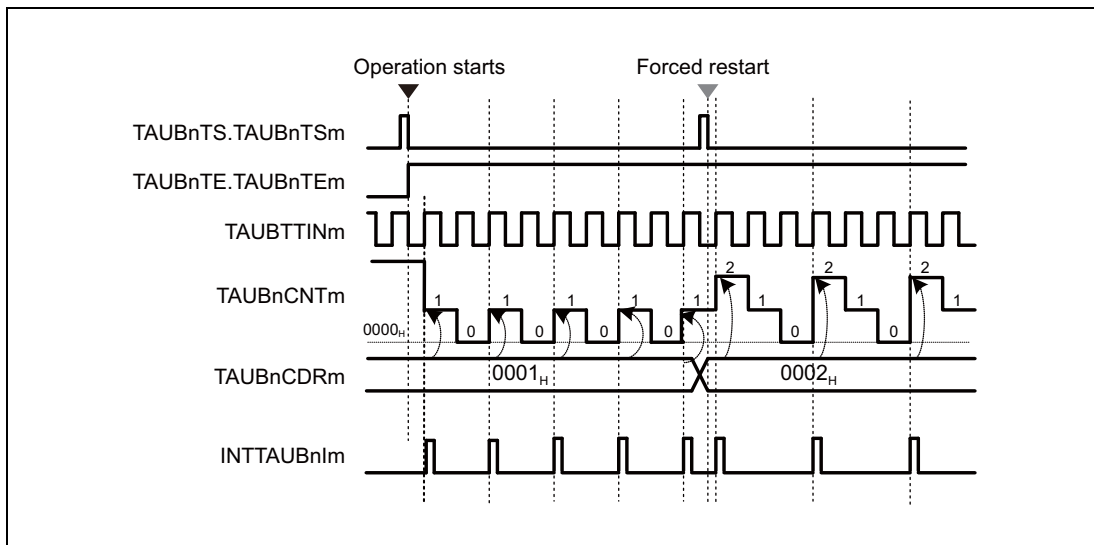 Operation starts Forced restart
TAUBnTS.TAUBnTSm
TAUBnTE.TAUBnTEm
TAUBTTINm
2 2 2
TAUBnCNTm 1 1 1 1 1 1 1 1
0000H 0 0 0 0 0 0
TAUBnCDRm 0001H 0002H
INTTAUBnIm